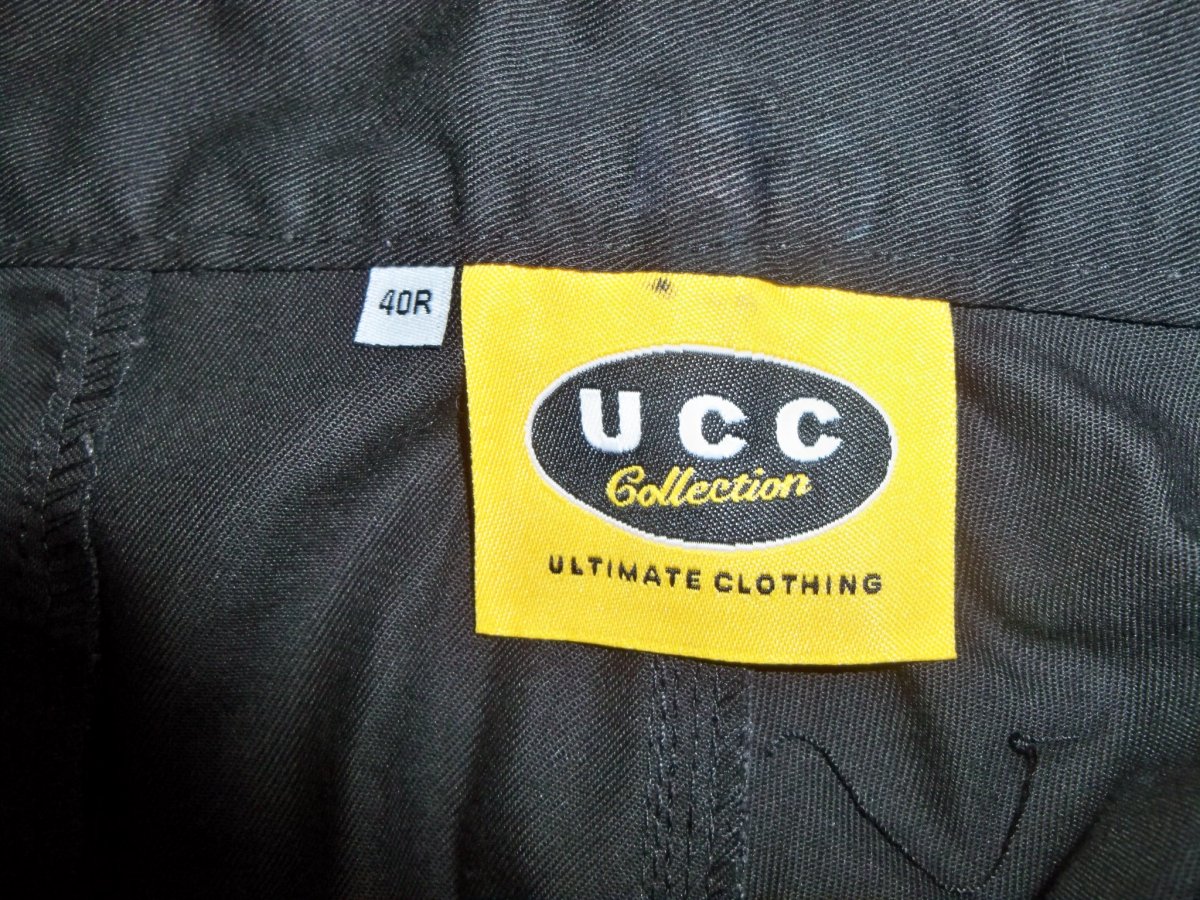 40R
UCC
Collection
ULTIMATE CLOTHING